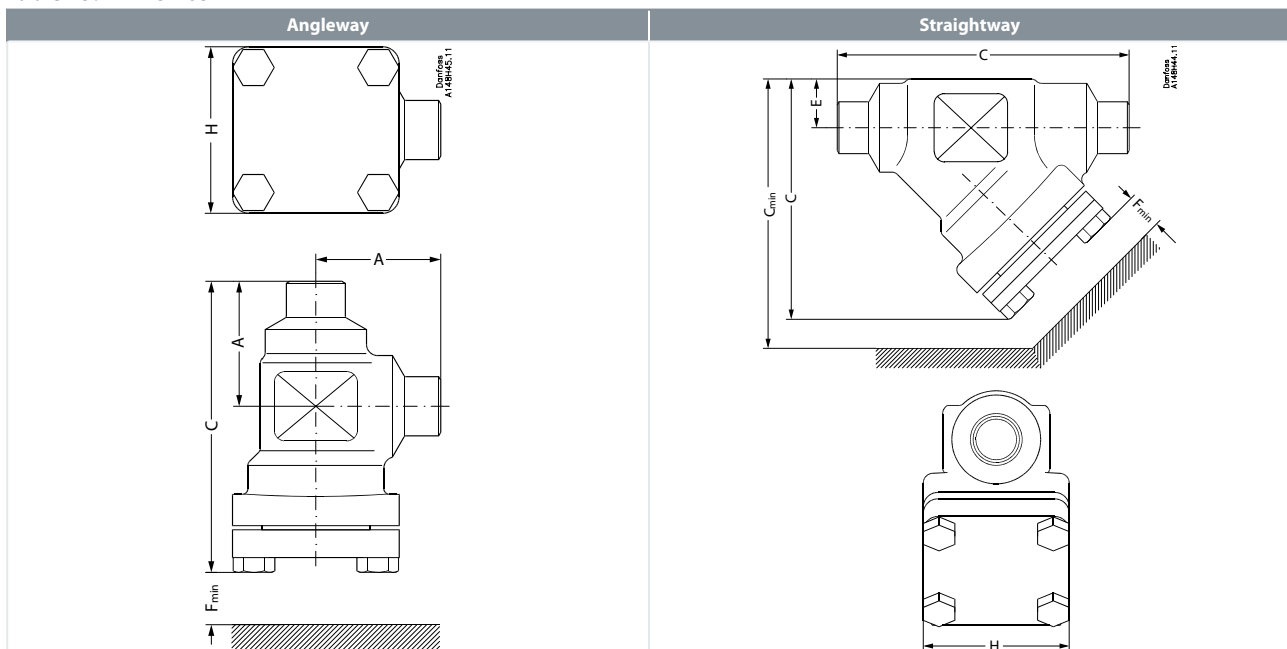 Angleway
Straightway
Danfoss
A148H45.11
H
A
A
C
Fmin
Danfoss
A148H44.11
C
E
Cmin
C
Fmin
H